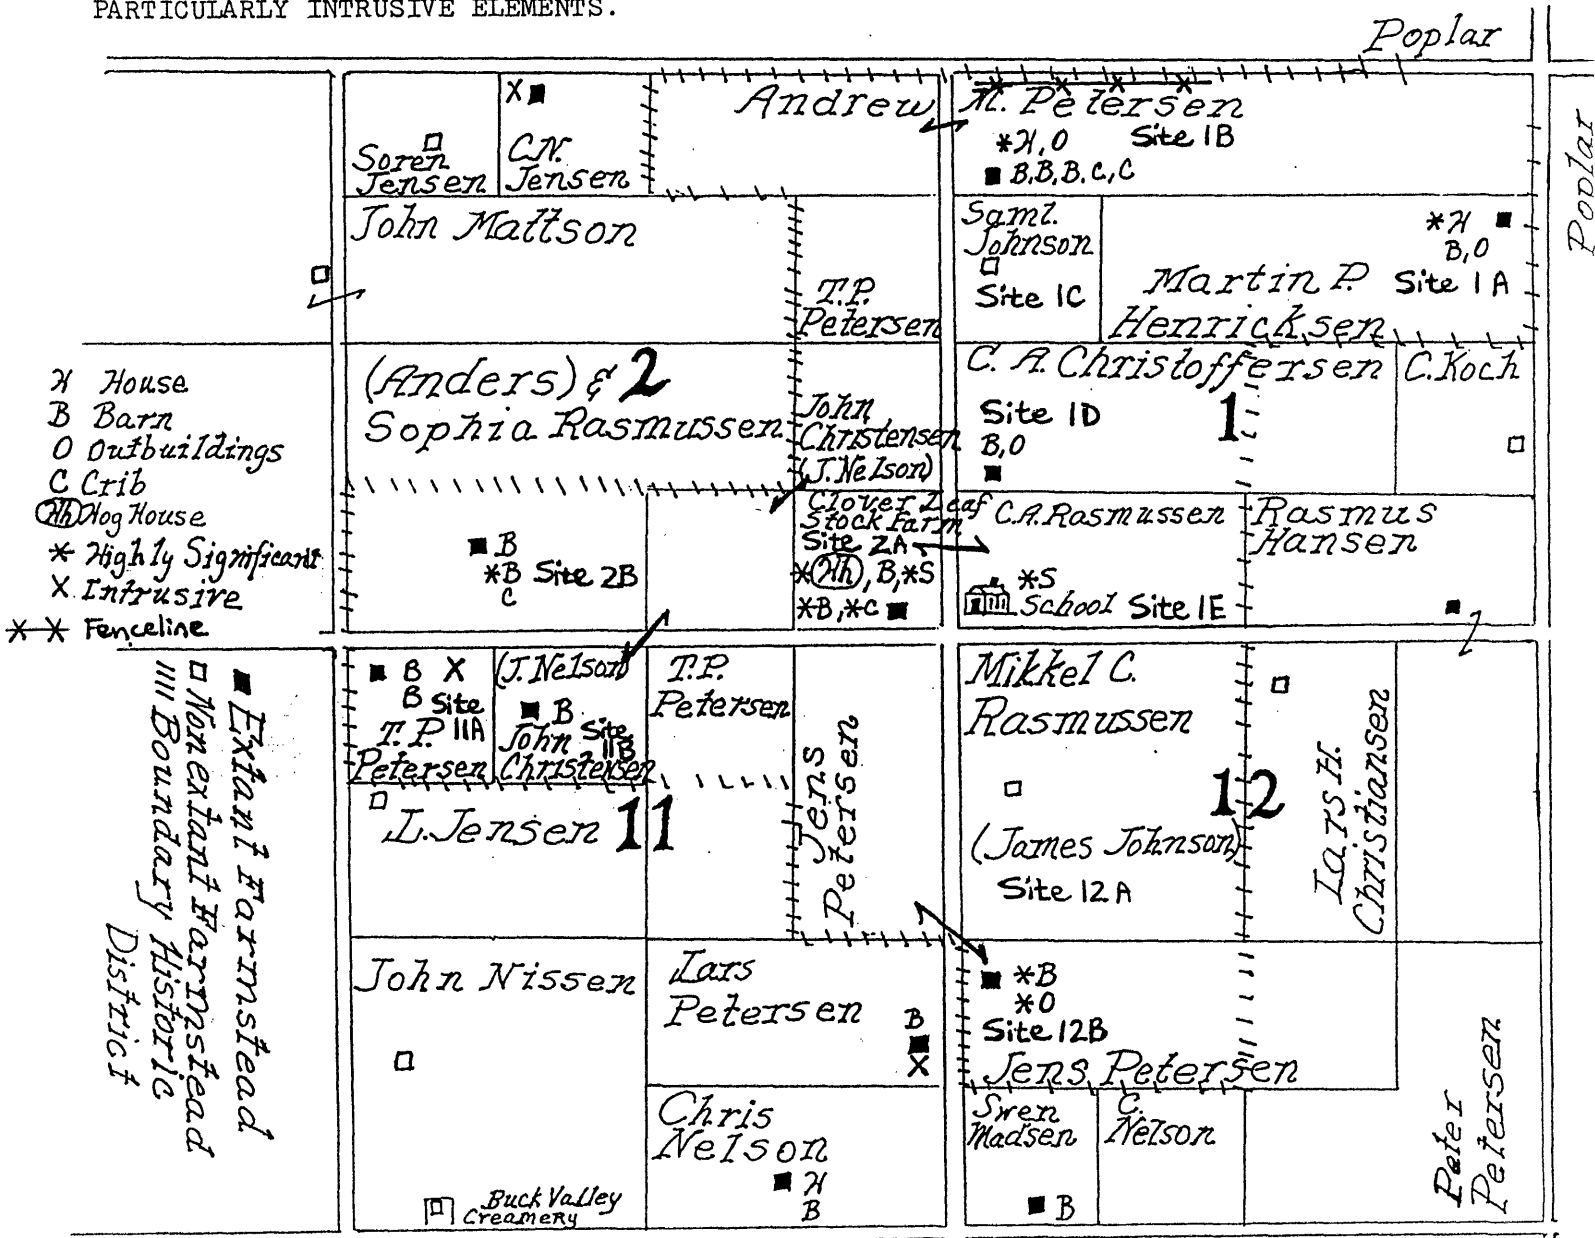 PARTICULARLY INTRUSIVE ELEMENTS.
Poplar
Poplar
Soren
Jensen
X
C.N.
Jensen
Andrew
M. Petersen
*H,O Site 1B
B,B,B,C,C
John Mattson
T.P.
Petersen
Saml.
Johnson
Site 1C
*H
B,O
Site 1A
Martin P.
Henricksen
(Anders) & 2
Sophia Rasmussen
John
Christensen
(J. Nelson)
C. A. Christoffersen
Site 1D
B,O
1
C. Koch
H House
B Barn
O Outbuildings
C Crib
Hh Hog House
* Highly Significant
X Intrusive
* * Fenceline
B
*B Site 2B
C
Clover Leaf
Stock Farm
Site 2A
*Hh, B, *S
*B, *C
C.A. Rasmussen
*S
School Site 1E
Rasmus
Hansen
Extant Farmstead
Nonextant Farmstead
Boundary Historic
District
B X
B Site
T.P. 11A
Petersen
(J. Nelson)
B
John Site
11B
Christensen
T.P.
Petersen
Jens
Petersen
L. Jensen 11
Mikkel C.
Rasmussen
12
(James Johnson)
Site 12A
Lars H.
Christiansen
John Nissen
Buck Valley
Creamery
Lars
Petersen
B
X
Chris
Nelson
H
B
*B
*O
Site 12B
Jens Petersen
Swen
Madsen
B
C.
Nelson
Peter
Petersen